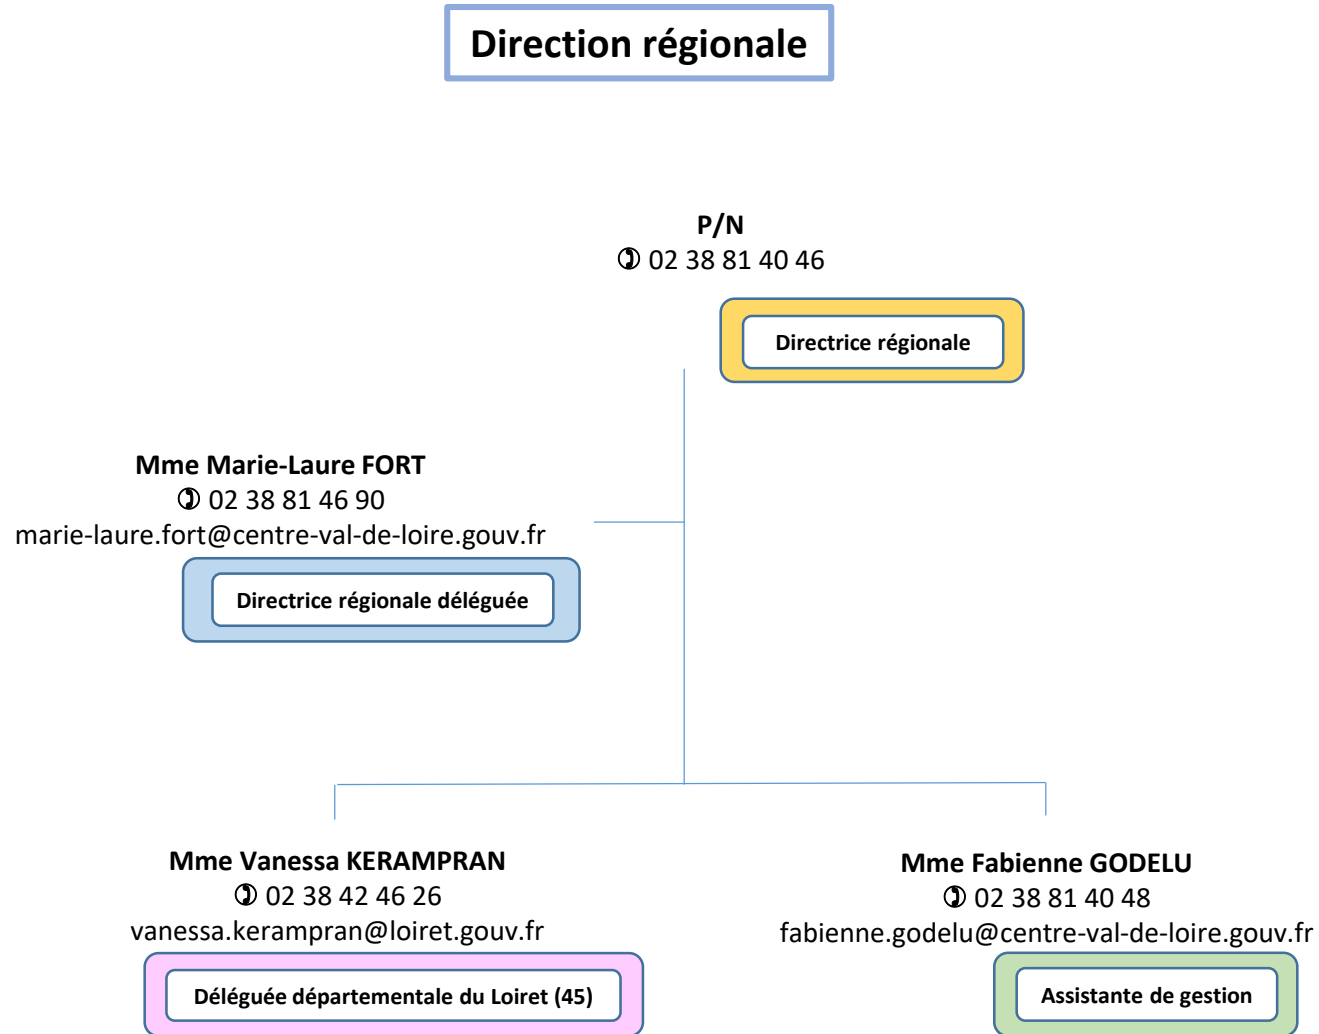 Direction régionale
P/N
✆ 02 38 81 40 46
Directrice régionale
Mme Marie-Laure FORT
✆ 02 38 81 46 90
marie-laure.fort@centre-val-de-loire.gouv.fr
Directrice régionale déléguée
Mme Vanessa KERAMPRAN
✆ 02 38 42 46 26
vanessa.kerampran@loiret.gouv.fr
Déléguée départementale du Loiret (45)
Mme Fabienne GODELU
✆ 02 38 81 40 48
fabienne.godelu@centre-val-de-loire.gouv.fr
Assistante de gestion